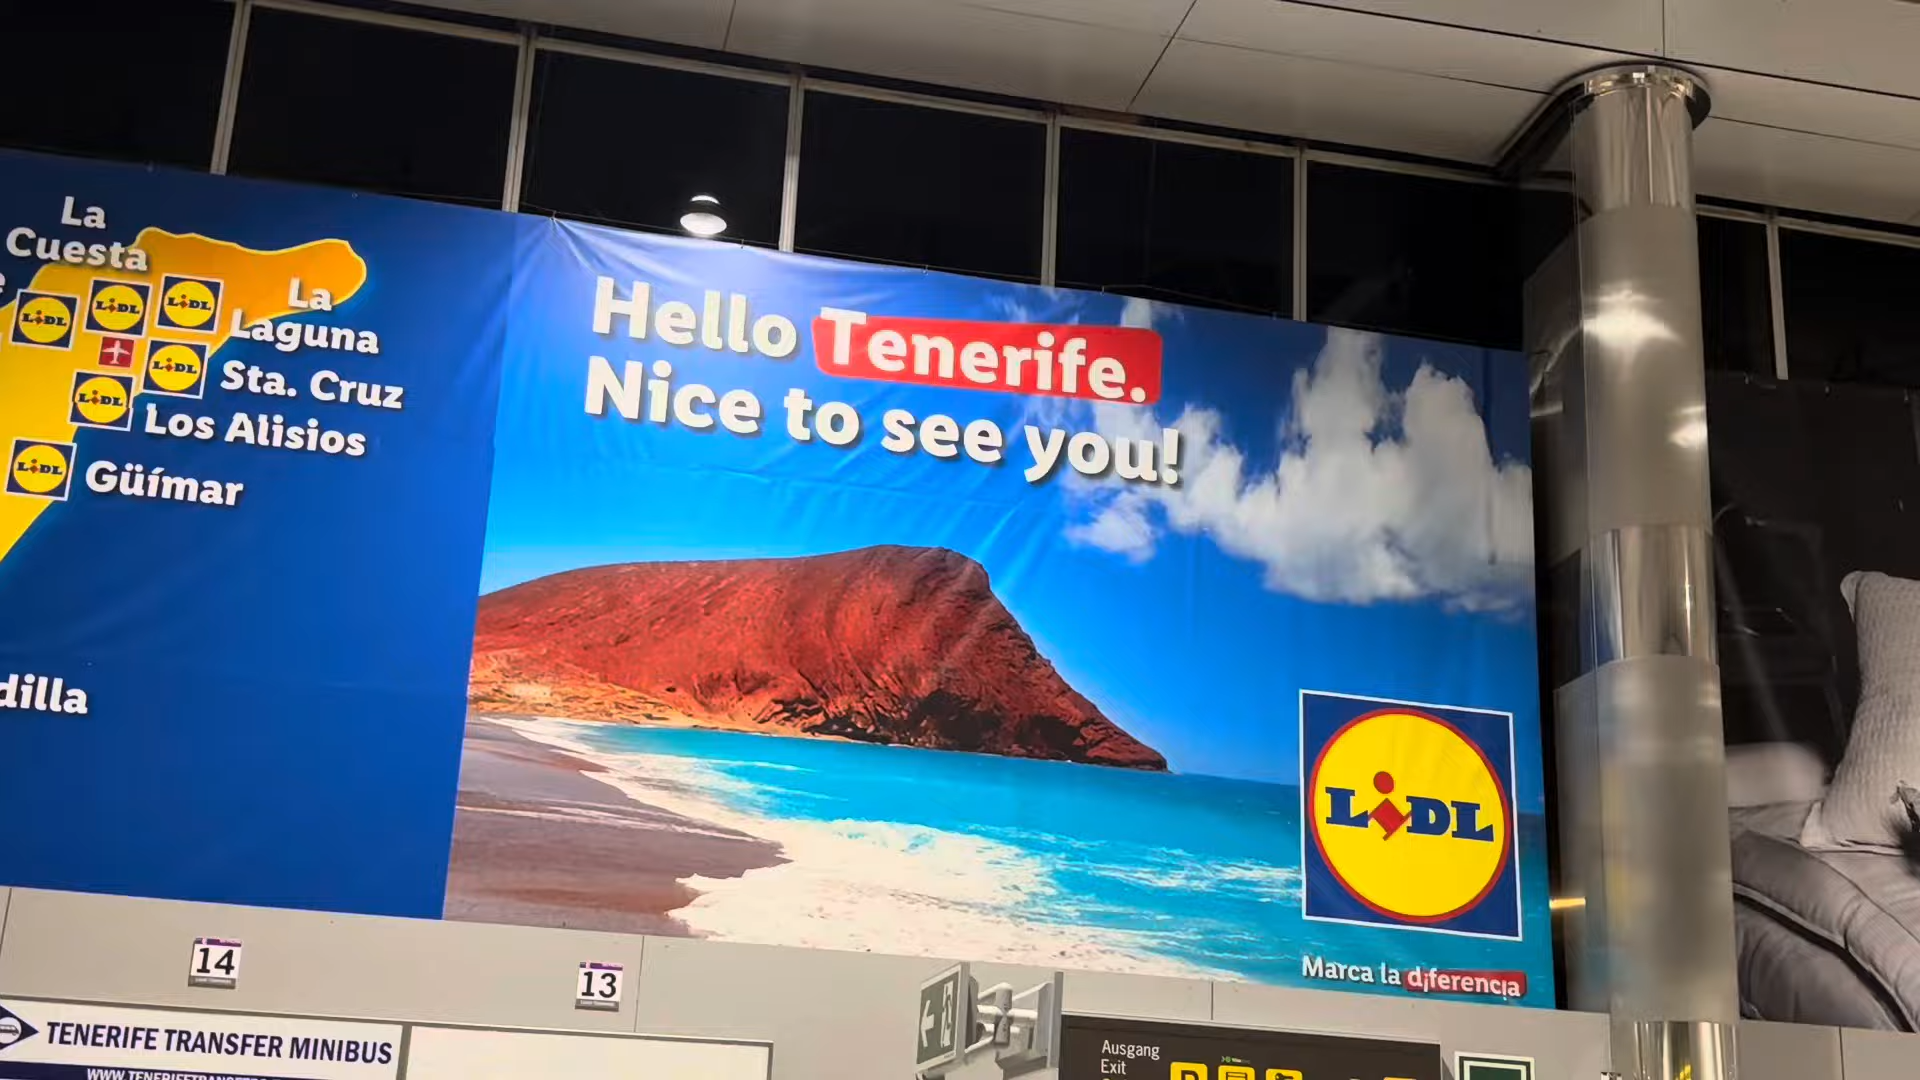 La
Cuesta
La
Laguna
Sta. Cruz
Los Alisios
Güímar
LIDL
LIDL
LIDL
LIDL
LIDL
LIDL
dilla
Hello Tenerife.
Nice to see you!
LIDL
Marca la diferencia
14
13
TENERIFE TRANSFER MINIBUS
Ausgang
Exit